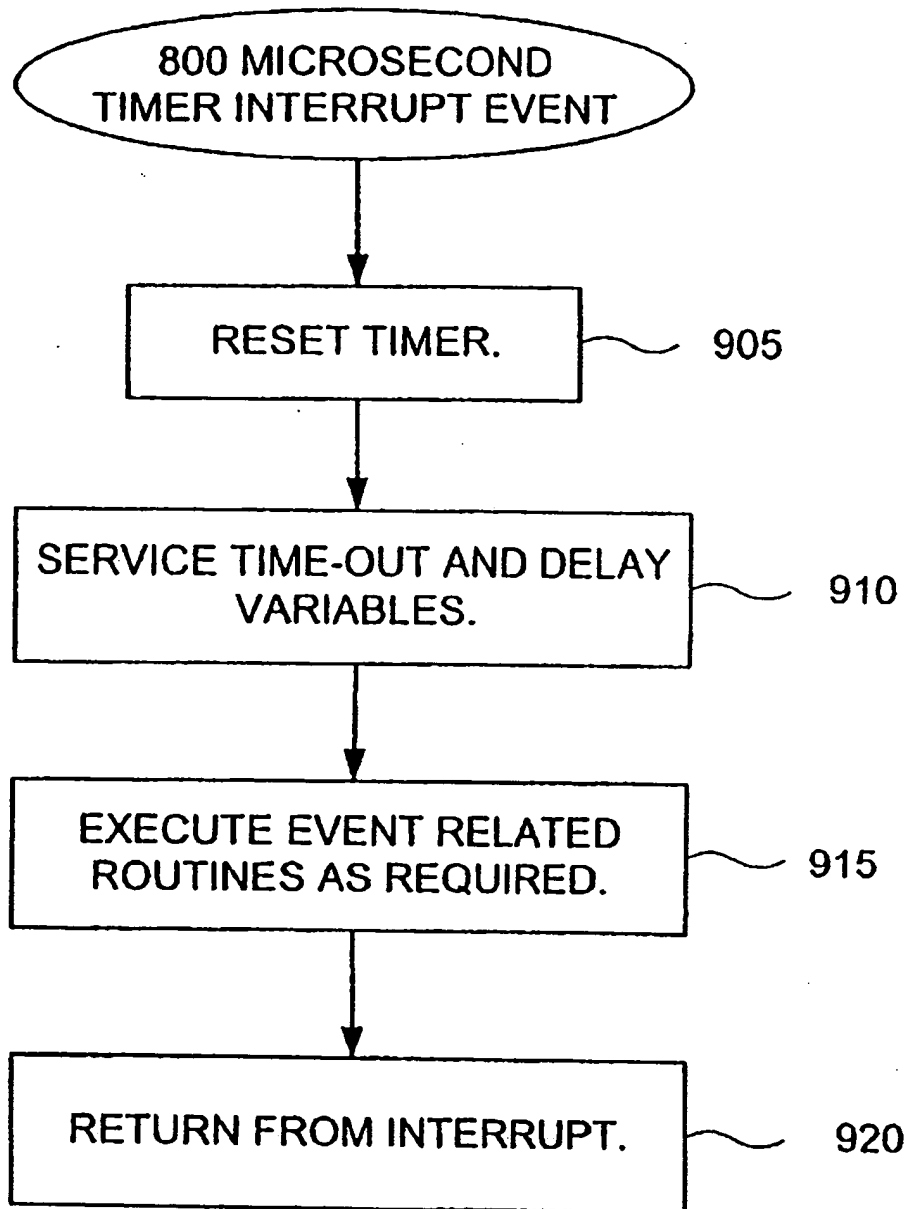 800 MICROSECOND
TIMER INTERRUPT EVENT
RESET TIMER.
905
SERVICE TIME-OUT AND DELAY
VARIABLES.
910
EXECUTE EVENT RELATED
ROUTINES AS REQUIRED.
915
RETURN FROM INTERRUPT.
920